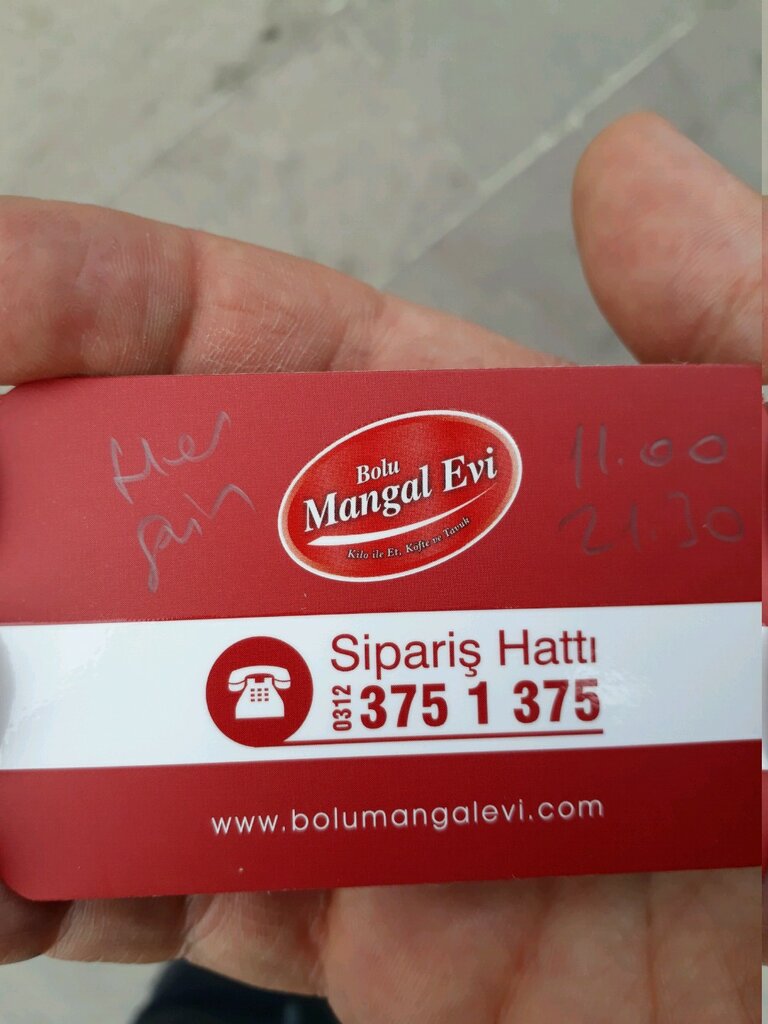 Her
gün
Bolu
Mangal Evi
Kilo ile Et, Köfte ve Tavuk
11.00
21.30
Sipariş Hattı
0312 375 1 375
www.bolumangalevi.com